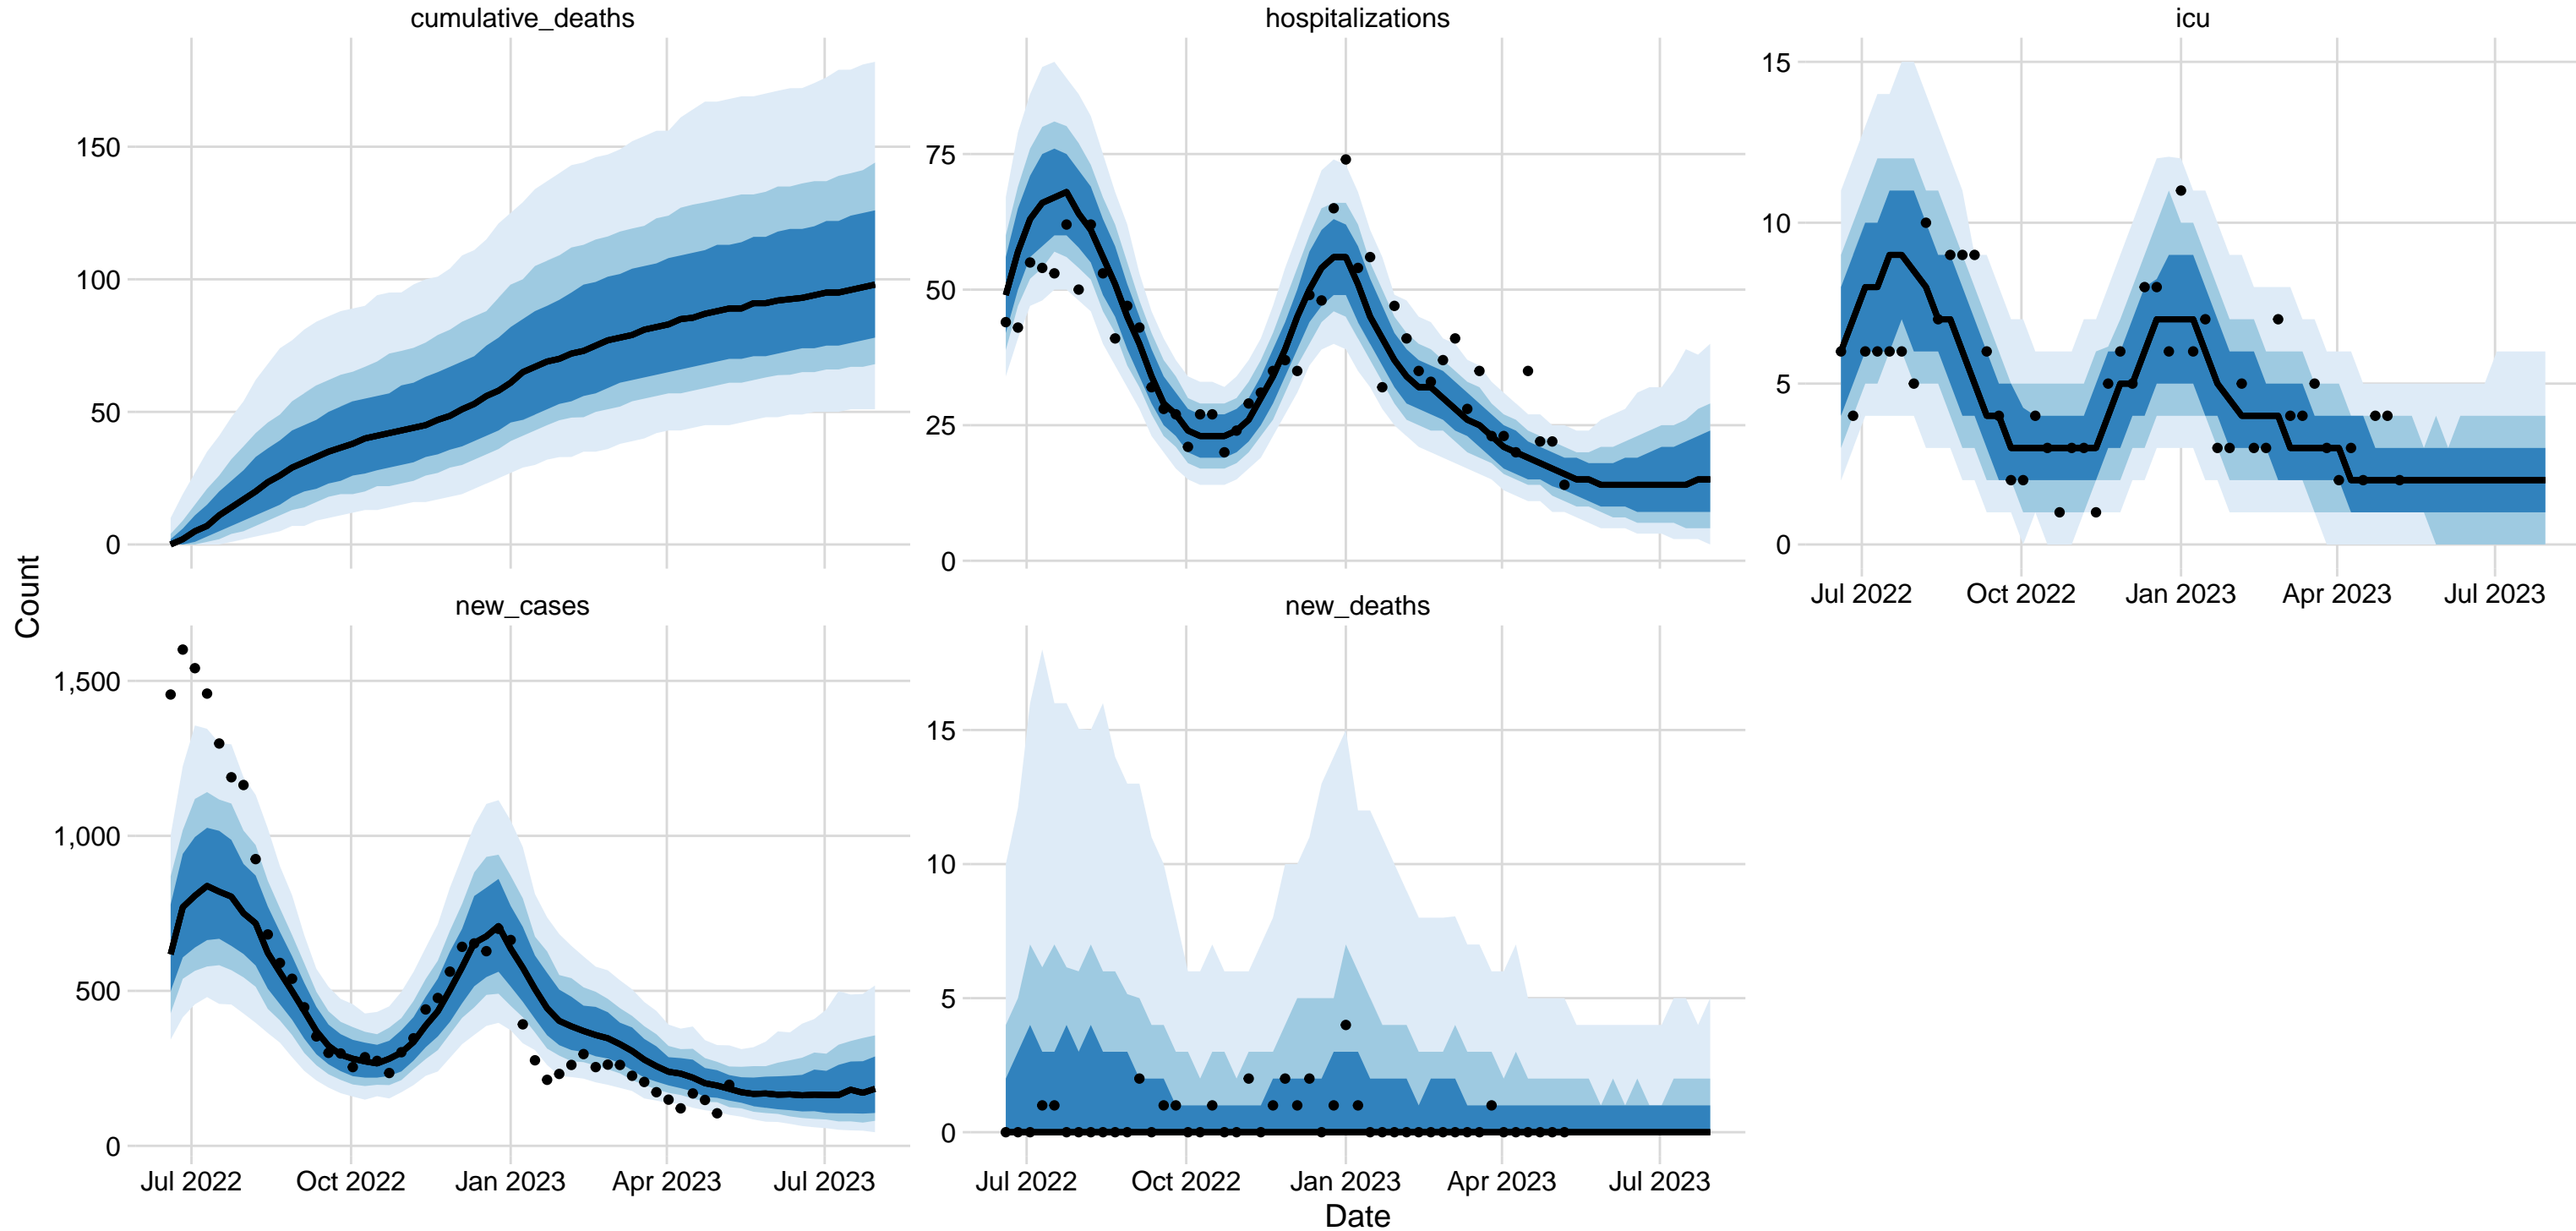 cumulative_deaths
hospitalizations
icu
150
100
50
0
75
50
25
0
15
10
5
0
Jul 2022 Oct 2022 Jan 2023 Apr 2023 Jul 2023
Count
new_cases
new_deaths
1,500
1,000
500
0
15
10
5
0
Jul 2022 Oct 2022 Jan 2023 Apr 2023 Jul 2023
Jul 2022 Oct 2022 Jan 2023 Apr 2023 Jul 2023
Date